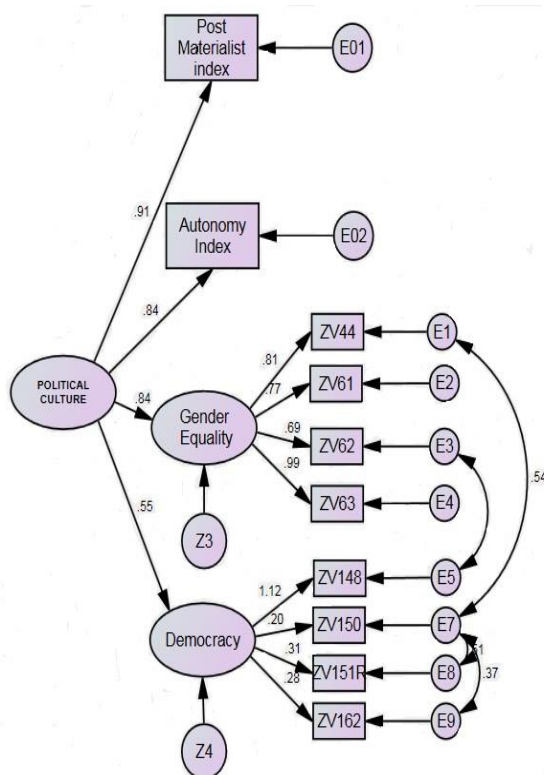 Post
Materialist
index
E01
.91
Autonomy
Index
E02
.84
.81
ZV44
E1
.77
ZV61
E2
POLITICAL
CULTURE
.84
Gender
Equality
.69
ZV62
E3
.99
ZV63
E4
.54
.55
Z3
1.12
ZV148
E5
.20
ZV150
E7
Democracy
.31
ZV151R
E8
.37
.28
ZV162
E9
Z4